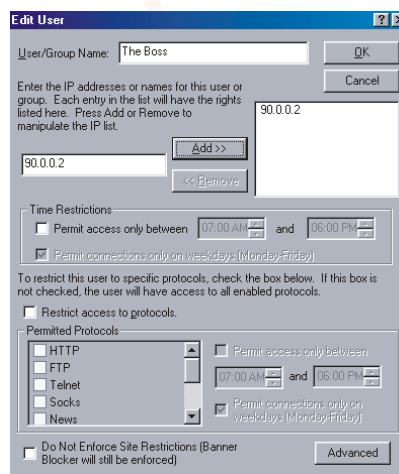 Edit User
User/Group Name: The Boss
OK
Cancel
Enter the IP addresses or names for this user or
group. Each entry in the list will have the rights
listed here. Press Add or Remove to
manipulate the IP list.
90.0.0.2
Add >>
90.0.0.2
<< Remove
Time Restrictions
Permit access only between 07:00 AM and 06:00 PM
Permit connections only on weekdays (Monday-Friday)
To restrict this user to specific protocols, check the box below. If this box is
not checked, the user will have access to all enabled protocols.
Restrict access to protocols.
Permitted Protocols
HTTP
FTP
Telnet
Socks
News
Permit access only between
07:00 AM and 06:00 PM
Permit connections only on
weekdays (Monday-Friday)
Do Not Enforce Site Restrictions (Banner
Blocker will still be enforced)
Advanced